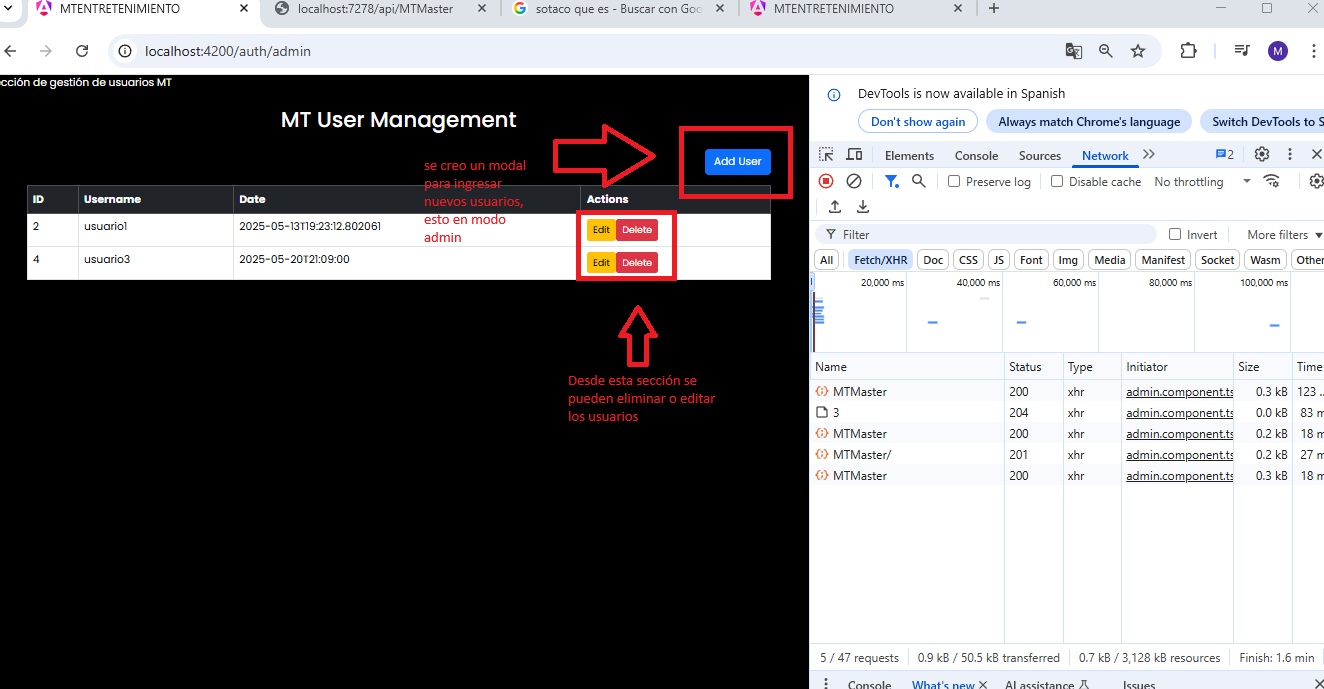 MTENTRETENIMIENTO
localhost:7278/api/MTMaster
sotaco que es - Buscar con Goo
MTENTRETENIMIENTO
localhost:4200/auth/admin
M
cción de gestión de usuarios MT
MT User Management
Add User
se creo un modal
para ingresar
nuevos usuarios,
esto en modo
admin
ID Username Date Actions
2 usuario1 2025-05-13T19:23:12.802061 Edit Delete
4 usuario3 2025-05-20T21:09:00 Edit Delete
Desde esta sección se
pueden eliminar o editar
los usuarios
DevTools is now available in Spanish
Don't show again Always match Chrome's language Switch DevTools to S
Elements Console Sources Network 2
Preserve log Disable cache No throttling
Filter Invert More filters
All Fetch/XHR Doc CSS JS Font Img Media Manifest Socket Wasm Other
20,000 ms 40,000 ms 60,000 ms 80,000 ms 100,000 ms
Name Status Type Initiator Size Time
MTMaster 200 xhr admin.component.ts 0.3 kB 123 ..
3 204 xhr admin.component.ts 0.0 kB 83 m
MTMaster 200 xhr admin.component.ts 0.2 kB 18 m
MTMaster/ 201 xhr admin.component.ts 0.2 kB 27 m
MTMaster 200 xhr admin.component.ts 0.3 kB 18 m
5 / 47 requests 0.9 kB / 50.5 kB transferred 0.7 kB / 3,128 kB resources Finish: 1.6 min
Console What's new AI assistance Issues